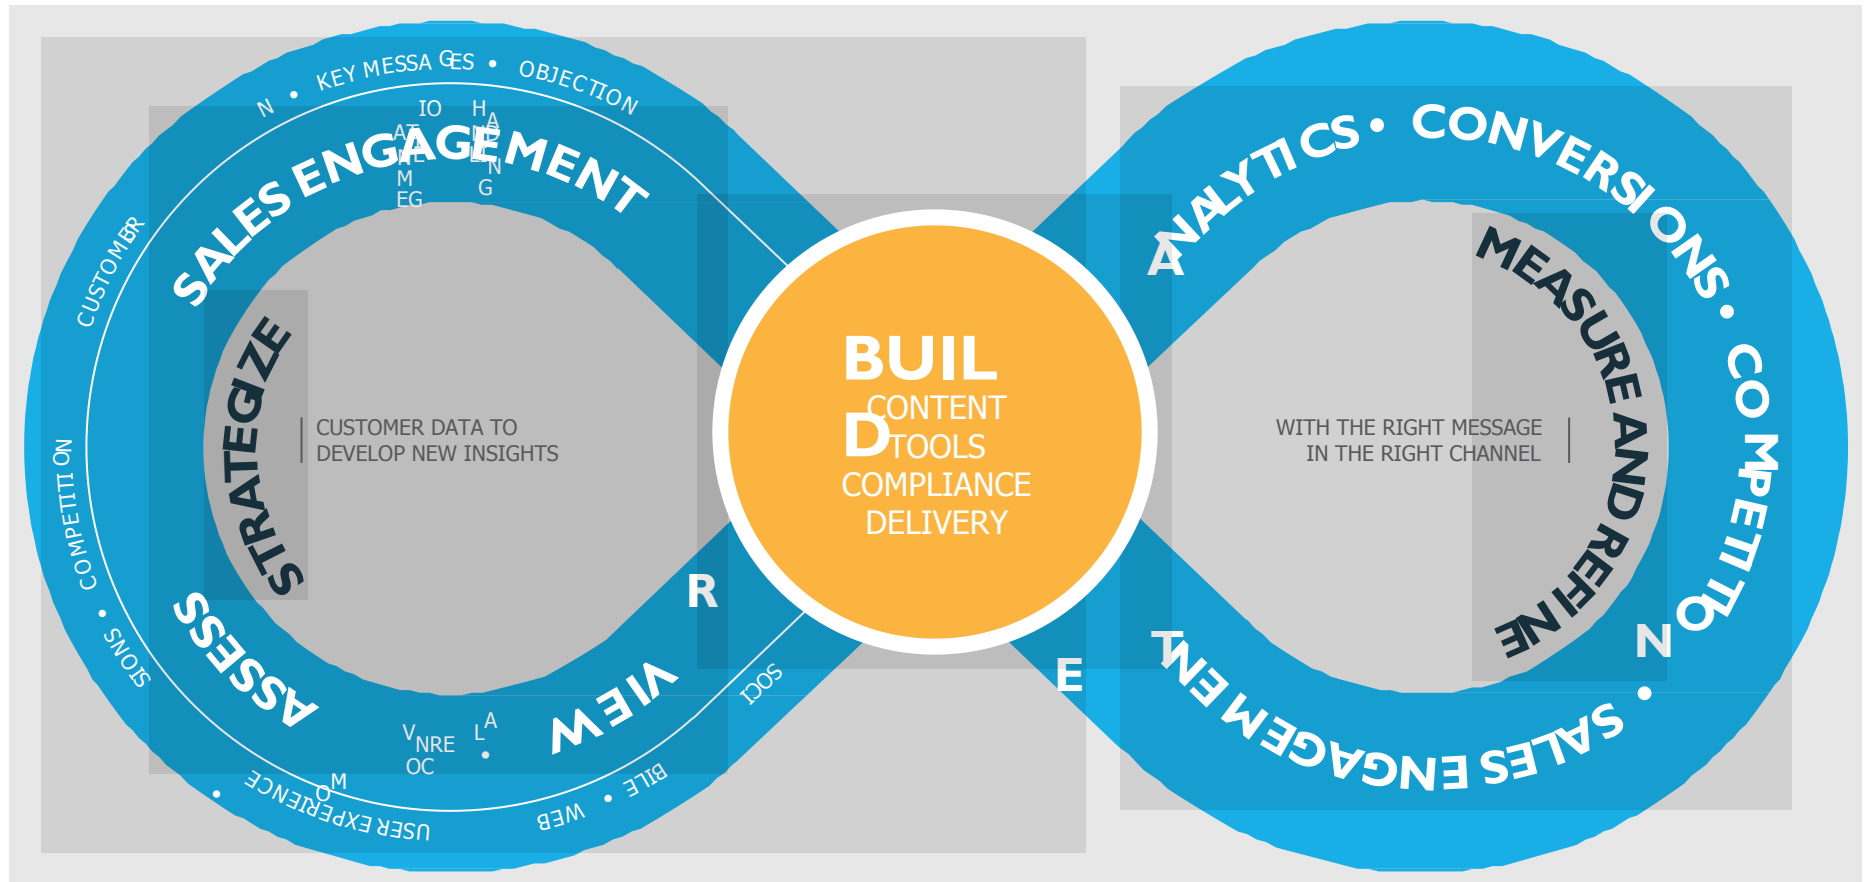 KEY MESSAGES • OBJECTION
SALES ENGAGEMENT
CUSTOMER
STRATEGIZE
CUSTOMER DATA TO
DEVELOP NEW INSIGHTS
COMPETITION
ASSESS
USER EXPERIENCE •
WEB •
BUILD
CONTENT
TOOLS
COMPLIANCE
DELIVERY
ANALYTICS • CONVERSIONS • COMPETITION • SALES ENGAGEMENT
MEASURE AND REFINE
WITH THE RIGHT MESSAGE
IN THE RIGHT CHANNEL